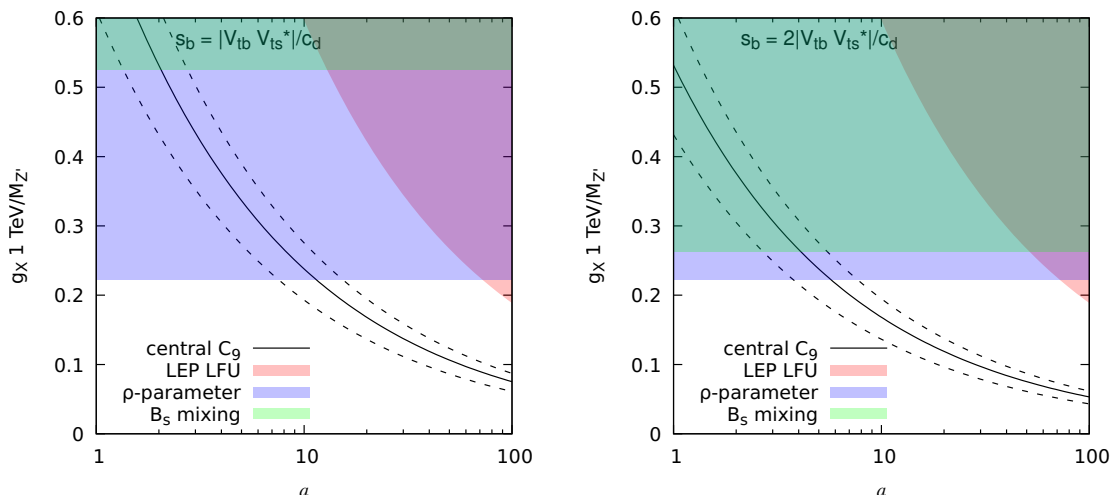 0.6
0.5
0.4
0.3
0.2
0.1
0
g_X 1 TeV/M_Z'
s_b = |V_tb V_ts*|/c_d
central C_9
LEP LFU
ρ-parameter
B_s mixing
1
10
100
a
0.6
0.5
0.4
0.3
0.2
0.1
0
g_X 1 TeV/M_Z'
s_b = 2|V_tb V_ts*|/c_d
central C_9
LEP LFU
ρ-parameter
B_s mixing
1
10
100
a